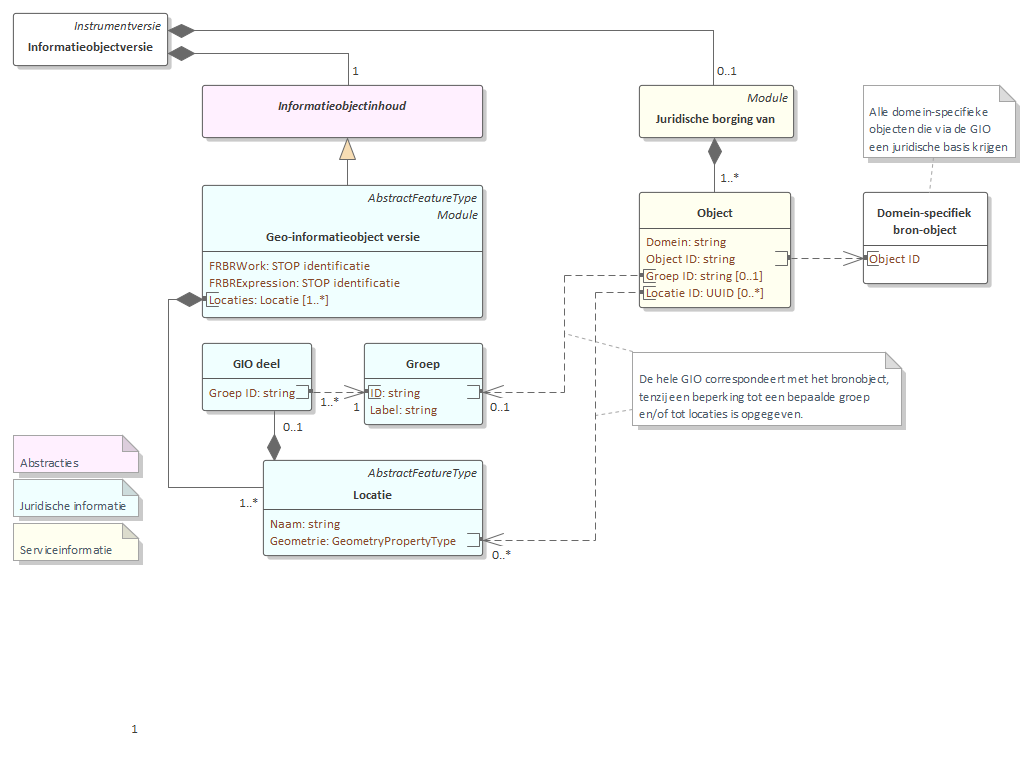 Instrumentversie
Informatieobjectversie
1
0..1
Informatieobjectinhoud
Module
Juridische borging van
Alle domein-specifieke
objecten die via de GIO
een juridische basis krijgen
1..*
AbstractFeatureType
Module
Geo-informatieobject versie
FRBRWork: STOP identificatie
FRBRExpression: STOP identificatie
Locaties: Locatie [1..*]
Object
Domein: string
Object ID: string
Groep ID: string [0..1]
Locatie ID: UUID [0..*]
Domein-specifiek
bron-object
Object ID
GIO deel
Groep ID: string
1..*
1
Groep
ID: string
Label: string
0..1
De hele GIO correspondeert met het bronobject,
tenzij een beperking tot een bepaalde groep
en/of tot locaties is opgegeven.
0..1
Abstracties
Juridische informatie
Serviceinformatie
1..*
AbstractFeatureType
Locatie
Naam: string
Geometrie: GeometryPropertyType
0..*
1